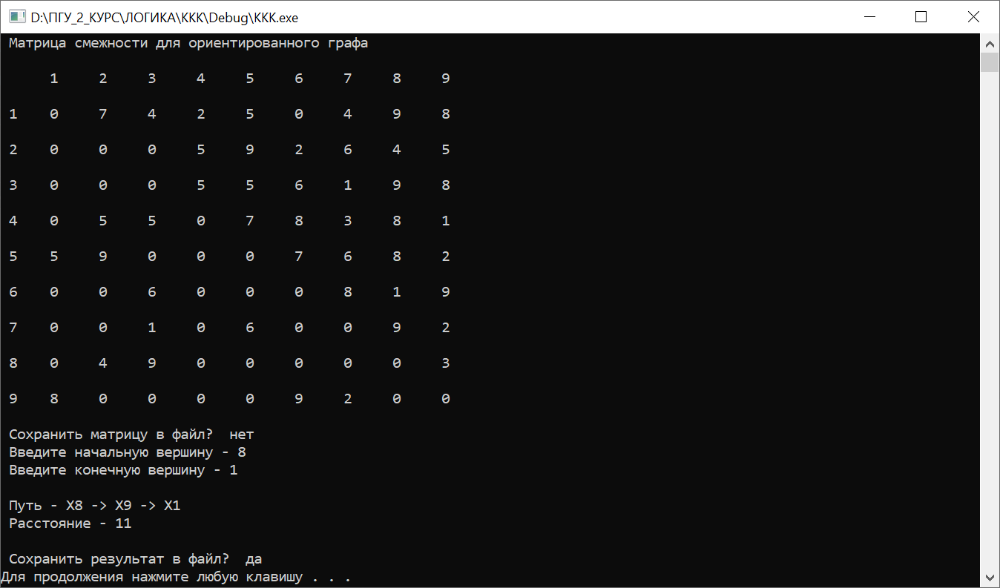 D:\ПГУ_2_КУРС\ЛОГИКА\ККК\Debug\KKK.exe
Матрица смежности для ориентированного графа
1 2 3 4 5 6 7 8 9
1 0 7 4 2 5 0 4 9 8
2 0 0 0 5 9 2 6 4 5
3 0 0 0 5 5 6 1 9 8
4 0 5 5 0 7 8 3 8 1
5 5 9 0 0 0 7 6 8 2
6 0 0 6 0 0 0 8 1 9
7 0 0 1 0 6 0 0 9 2
8 0 4 9 0 0 0 0 0 3
9 8 0 0 0 0 9 2 0 0
Сохранить матрицу в файл? нет
Введите начальную вершину - 8
Введите конечную вершину - 1
Путь - X8 -> X9 -> X1
Расстояние - 11
Сохранить результат в файл? да
Для продолжения нажмите любую клавишу . . .